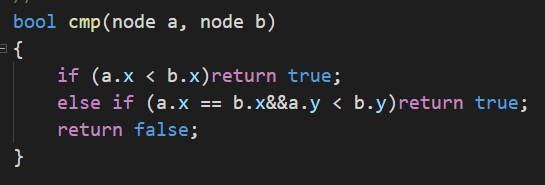 bool cmp(node a, node b)
{
if (a.x < b.x)return true;
else if (a.x == b.x&&a.y < b.y)return true;
return false;
}